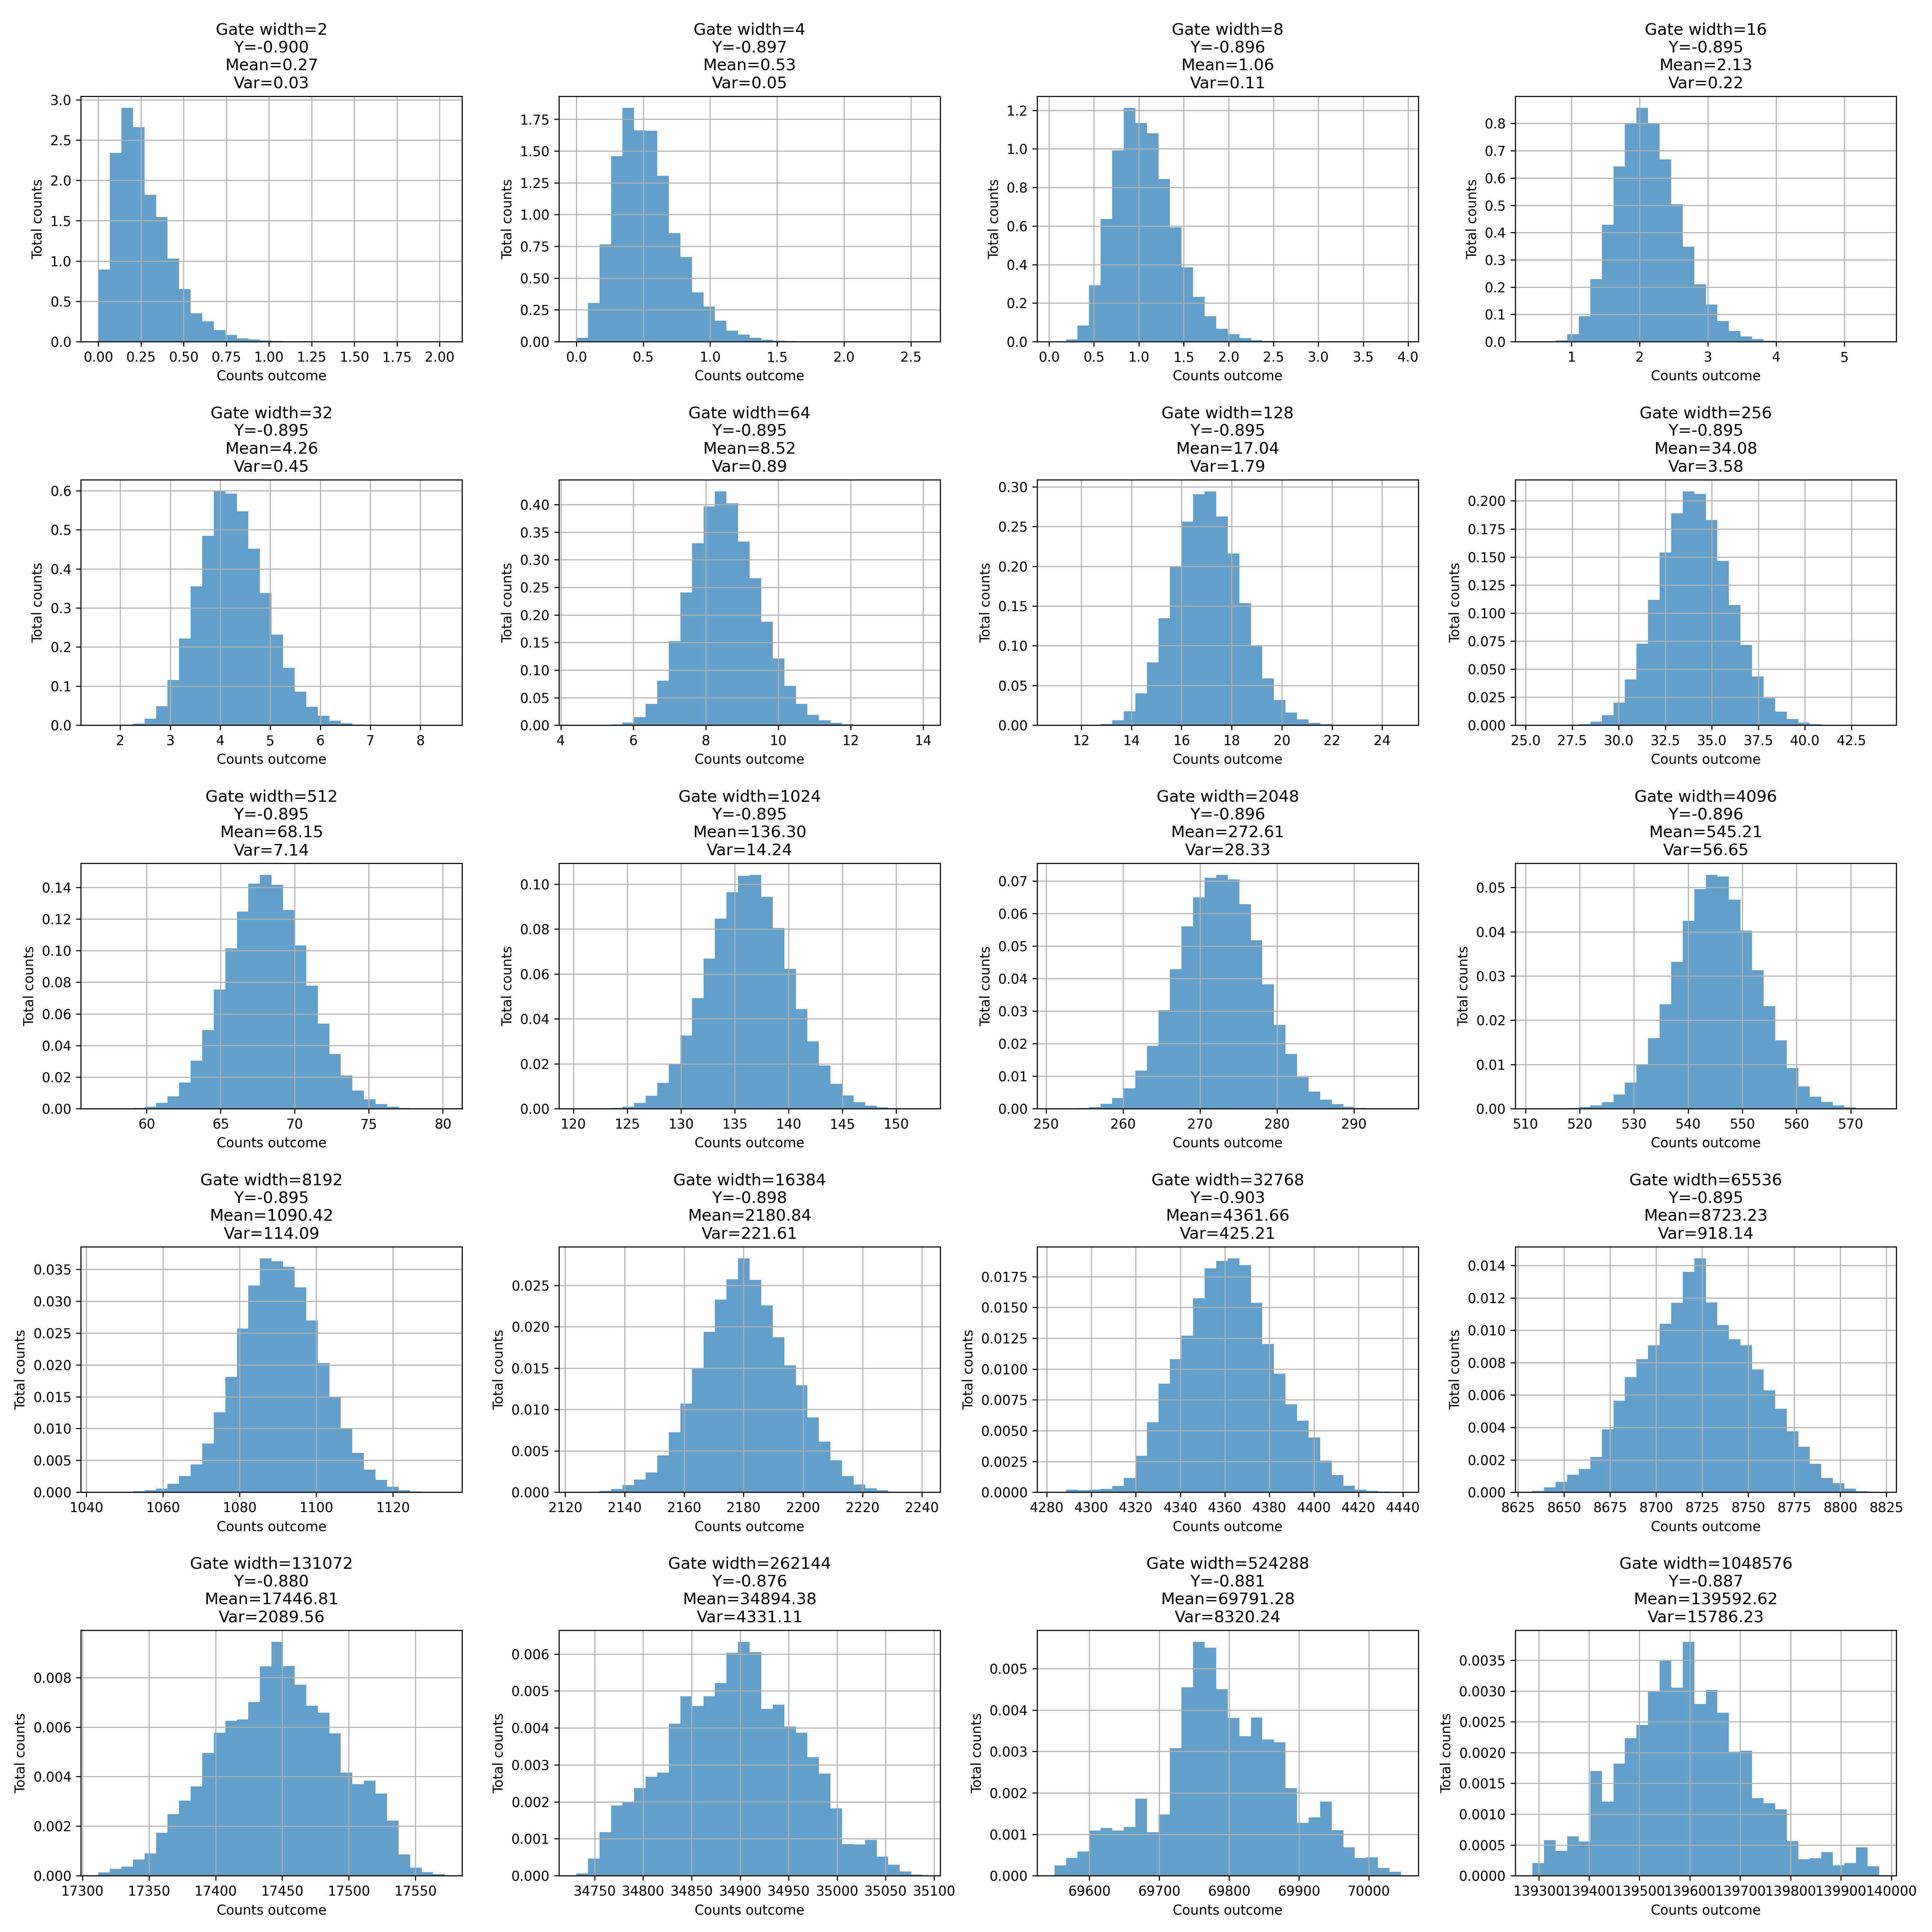 Gate width=2
Y=-0.900
Mean=0.27
Var=0.03
3.0
2.5
2.0
1.5
1.0
0.5
0.0
Total counts
0.00 0.25 0.50 0.75 1.00 1.25 1.50 1.75 2.00
Counts outcome
Gate width=4
Y=-0.897
Mean=0.53
Var=0.05
1.75
1.50
1.25
1.00
0.75
0.50
0.25
0.00
Total counts
0.0 0.5 1.0 1.5 2.0 2.5
Counts outcome
Gate width=8
Y=-0.896
Mean=1.06
Var=0.11
1.2
1.0
0.8
0.6
0.4
0.2
0.0
Total counts
0.0 0.5 1.0 1.5 2.0 2.5 3.0 3.5 4.0
Counts outcome
Gate width=16
Y=-0.895
Mean=2.13
Var=0.22
0.8
0.7
0.6
0.5
0.4
0.3
0.2
0.1
0.0
Total counts
1 2 3 4 5
Counts outcome
Gate width=32
Y=-0.895
Mean=4.26
Var=0.45
0.6
0.5
0.4
0.3
0.2
0.1
0.0
Total counts
2 3 4 5 6 7 8
Counts outcome
Gate width=64
Y=-0.895
Mean=8.52
Var=0.89
0.40
0.35
0.30
0.25
0.20
0.15
0.10
0.05
0.00
Total counts
4 6 8 10 12 14
Counts outcome
Gate width=128
Y=-0.895
Mean=17.04
Var=1.79
0.30
0.25
0.20
0.15
0.10
0.05
0.00
Total counts
12 14 16 18 20 22 24
Counts outcome
Gate width=256
Y=-0.895
Mean=34.08
Var=3.58
0.200
0.175
0.150
0.125
0.100
0.075
0.050
0.025
0.000
Total counts
25.0 27.5 30.0 32.5 35.0 37.5 40.0 42.5
Counts outcome
Gate width=512
Y=-0.895
Mean=68.15
Var=7.14
0.14
0.12
0.10
0.08
0.06
0.04
0.02
0.00
Total counts
60 65 70 75 80
Counts outcome
Gate width=1024
Y=-0.895
Mean=136.30
Var=14.24
0.10
0.08
0.06
0.04
0.02
0.00
Total counts
120 125 130 135 140 145 150
Counts outcome
Gate width=2048
Y=-0.896
Mean=272.61
Var=28.33
0.07
0.06
0.05
0.04
0.03
0.02
0.01
0.00
Total counts
250 260 270 280 290
Counts outcome
Gate width=4096
Y=-0.896
Mean=545.21
Var=56.65
0.05
0.04
0.03
0.02
0.01
0.00
Total counts
510 520 530 540 550 560 570
Counts outcome
Gate width=8192
Y=-0.895
Mean=1090.42
Var=114.09
0.035
0.030
0.025
0.020
0.015
0.010
0.005
0.000
Total counts
1040 1060 1080 1100 1120
Counts outcome
Gate width=16384
Y=-0.898
Mean=2180.84
Var=221.61
0.025
0.020
0.015
0.010
0.005
0.000
Total counts
2120 2140 2160 2180 2200 2220 2240
Counts outcome
Gate width=32768
Y=-0.903
Mean=4361.66
Var=425.21
0.0175
0.0150
0.0125
0.0100
0.0075
0.0050
0.0025
0.0000
Total counts
4280 4300 4320 4340 4360 4380 4400 4420 4440
Counts outcome
Gate width=65536
Y=-0.895
Mean=8723.23
Var=918.14
0.014
0.012
0.010
0.008
0.006
0.004
0.002
0.000
Total counts
8625 8650 8675 8700 8725 8750 8775 8800 8825
Counts outcome
Gate width=131072
Y=-0.880
Mean=17446.81
Var=2089.56
0.008
0.006
0.004
0.002
0.000
Total counts
17300 17350 17400 17450 17500 17550
Counts outcome
Gate width=262144
Y=-0.876
Mean=34894.38
Var=4331.11
0.006
0.005
0.004
0.003
0.002
0.001
0.000
Total counts
34750 34800 34850 34900 34950 35000 35050 35100
Counts outcome
Gate width=524288
Y=-0.881
Mean=69791.28
Var=8320.24
0.005
0.004
0.003
0.002
0.001
0.000
Total counts
69600 69700 69800 69900 70000
Counts outcome
Gate width=1048576
Y=-0.887
Mean=139592.62
Var=15786.23
0.0035
0.0030
0.0025
0.0020
0.0015
0.0010
0.0005
0.0000
Total counts
139300 139400 139500 139600 139700 139800 139900 140000
Counts outcome